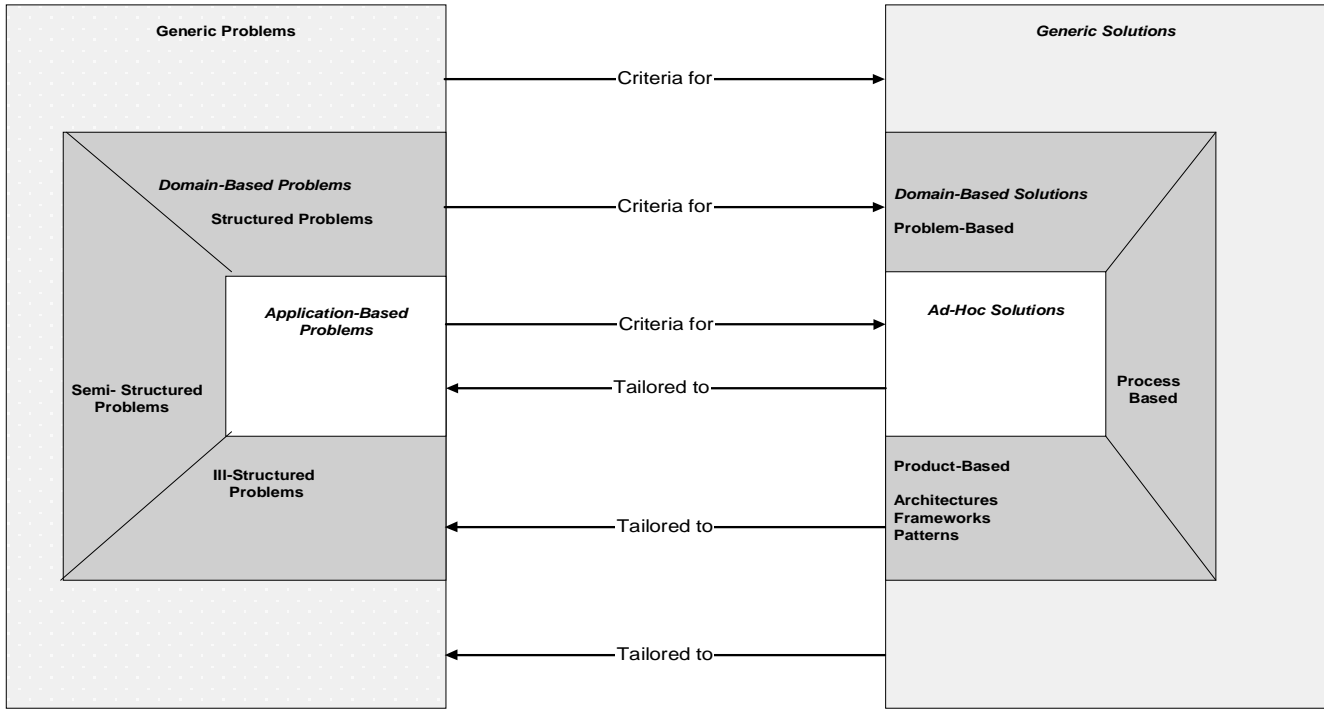 Generic Problems
Generic Solutions
Criteria for
Domain-Based Problems
Structured Problems
Criteria for
Domain-Based Solutions
Problem-Based
Application-Based
Problems
Criteria for
Ad-Hoc Solutions
Semi- Structured
Problems
Tailored to
Process
Based
Ill-Structured
Problems
Product-Based
Architectures
Frameworks
Patterns
Tailored to
Tailored to